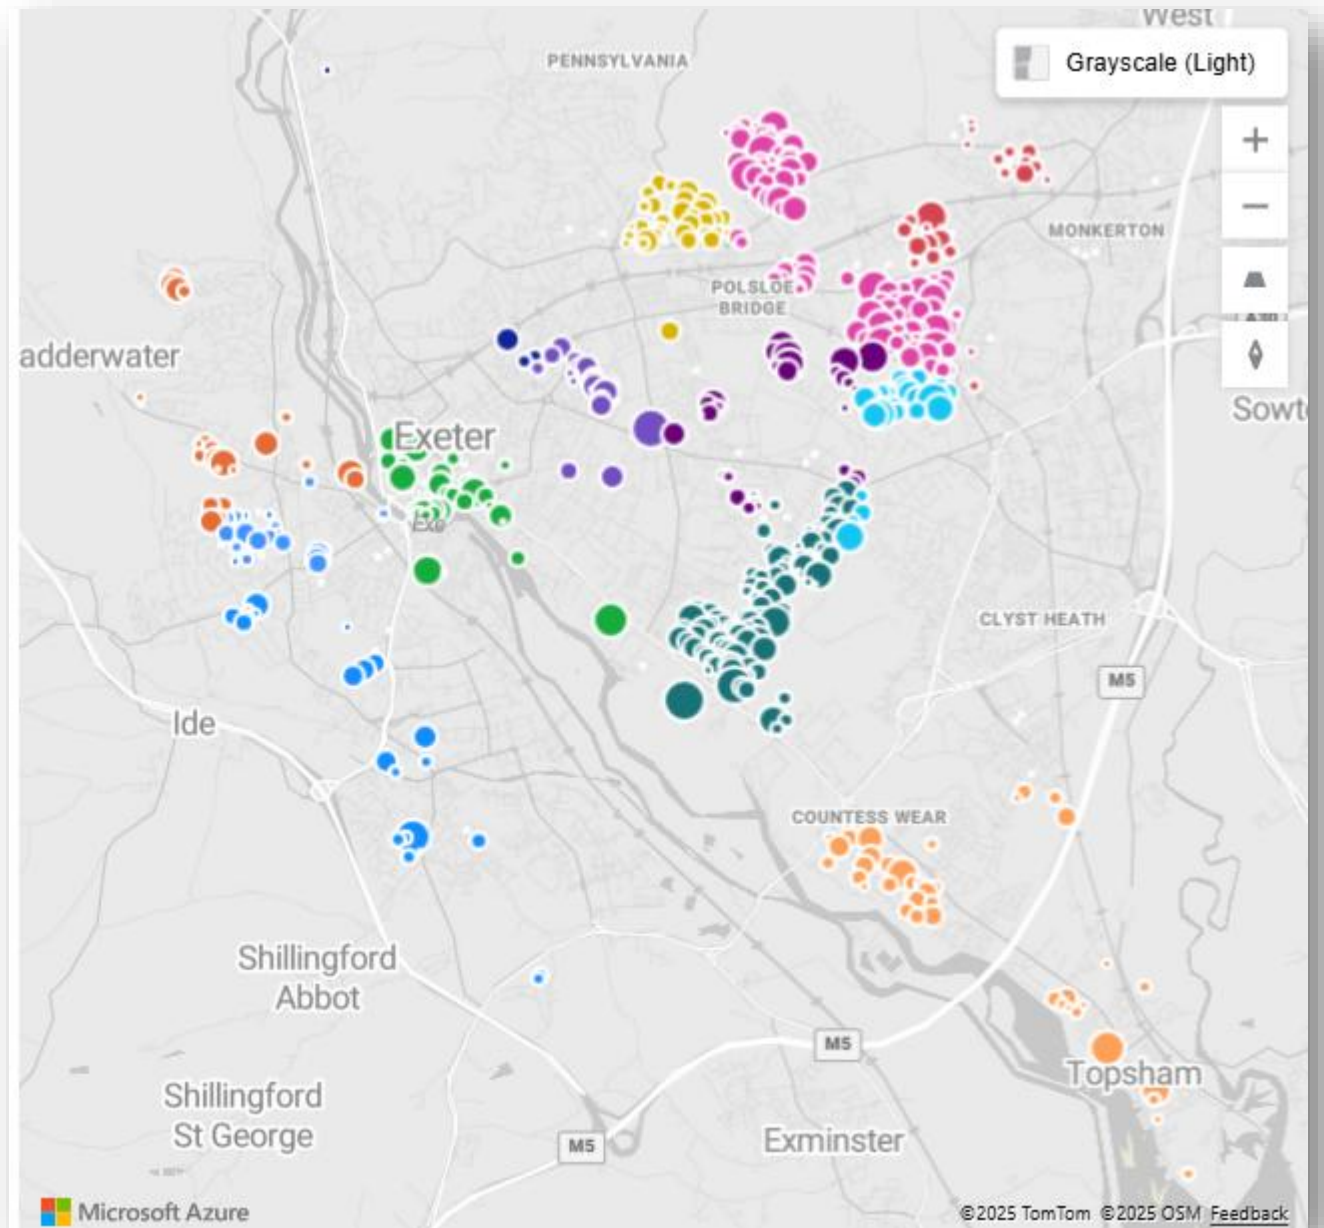 West
PENNSYLVANIA
Grayscale (Light)
MONKERTON
POLSLOE
BRIDGE
A30
adderwater
Sowt
Exeter
Exe
CLYST HEATH
M5
Ide
COUNTESS WEAR
Shillingford
Abbot
M5
Topsham
Shillingford
St George
M5
Exminster
Microsoft Azure
©2025 TomTom ©2025 OSM Feedback